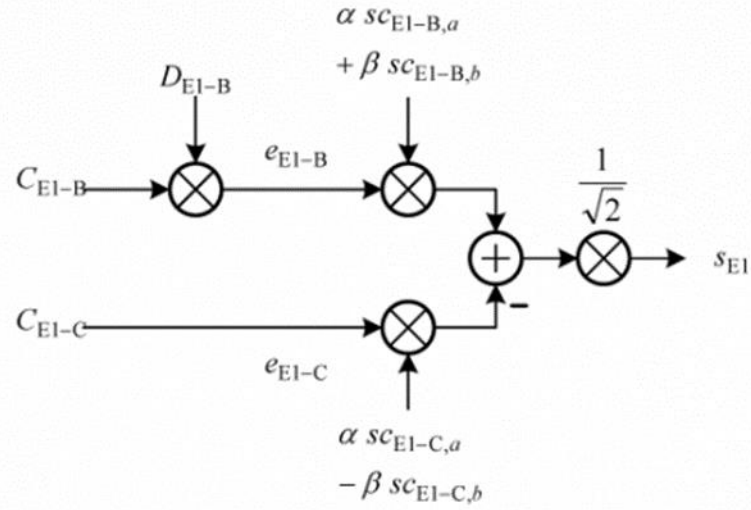 α sc_E1–B,a
+ β sc_E1–B,b
D_E1–B
e_E1–B
C_E1–B
1
√2
+
s_E1
–
C_E1–C
e_E1–C
α sc_E1–C,a
– β sc_E1–C,b